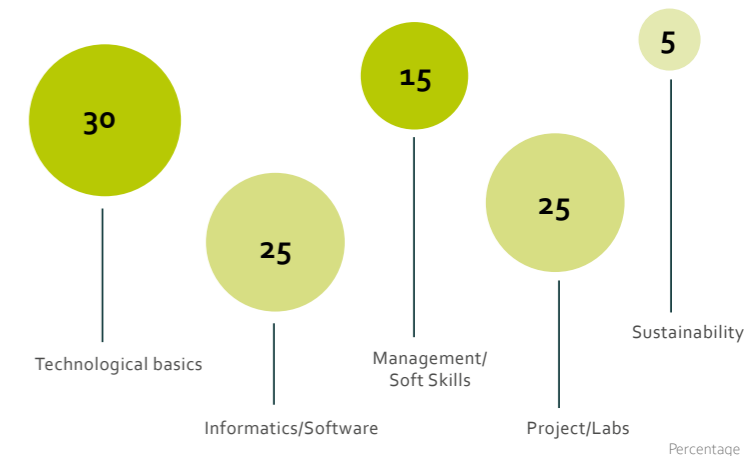 30
Technological basics
25
Informatics/Software
15
Management/
Soft Skills
25
Project/Labs
5
Sustainability
Percentage